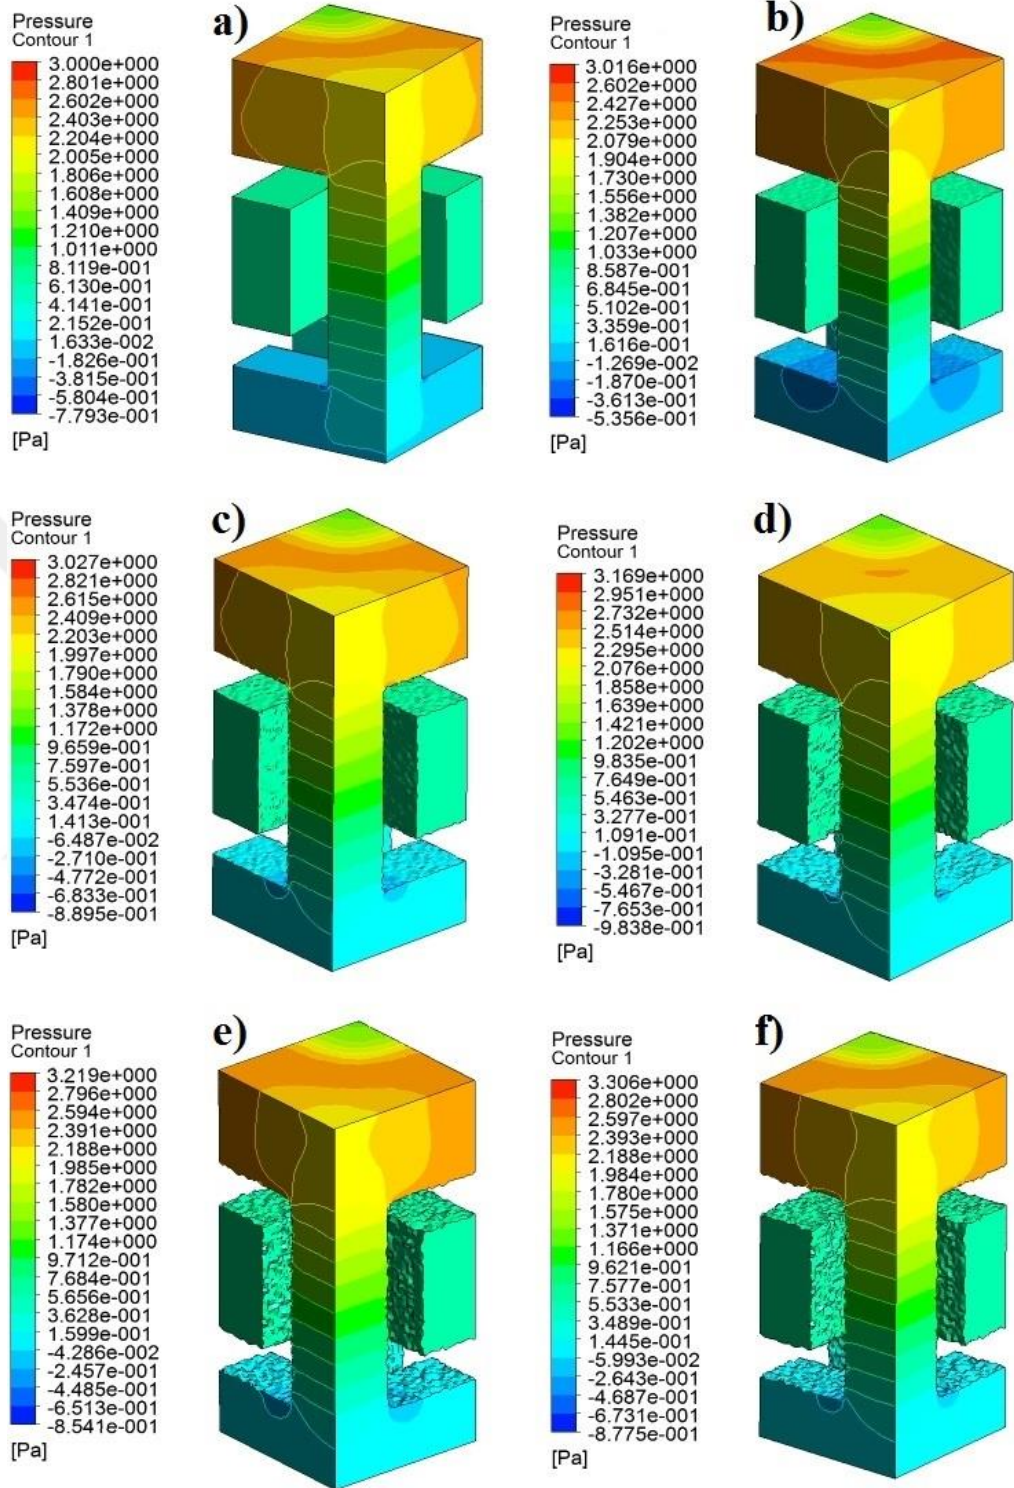 a)
Pressure
Contour 1
3.000e+000
2.801e+000
2.602e+000
2.403e+000
2.204e+000
2.005e+000
1.806e+000
1.608e+000
1.409e+000
1.210e+000
1.011e+000
8.119e-001
6.130e-001
4.141e-001
2.152e-001
1.633e-002
-1.826e-001
-3.815e-001
-5.804e-001
-7.793e-001
[Pa]
b)
Pressure
Contour 1
3.016e+000
2.602e+000
2.427e+000
2.253e+000
2.079e+000
1.904e+000
1.730e+000
1.556e+000
1.382e+000
1.207e+000
1.033e+000
8.587e-001
6.845e-001
5.102e-001
3.359e-001
1.616e-001
-1.269e-002
-1.870e-001
-3.613e-001
-5.356e-001
[Pa]
c)
Pressure
Contour 1
3.027e+000
2.821e+000
2.615e+000
2.409e+000
2.203e+000
1.997e+000
1.790e+000
1.584e+000
1.378e+000
1.172e+000
9.659e-001
7.597e-001
5.536e-001
3.474e-001
1.413e-001
-6.487e-002
-2.710e-001
-4.772e-001
-6.833e-001
-8.895e-001
[Pa]
d)
Pressure
Contour 1
3.169e+000
2.951e+000
2.732e+000
2.514e+000
2.295e+000
2.076e+000
1.858e+000
1.639e+000
1.421e+000
1.202e+000
9.835e-001
7.649e-001
5.463e-001
3.277e-001
1.091e-001
-1.095e-001
-3.281e-001
-5.467e-001
-7.653e-001
-9.838e-001
[Pa]
e)
Pressure
Contour 1
3.219e+000
2.796e+000
2.594e+000
2.391e+000
2.188e+000
1.985e+000
1.782e+000
1.580e+000
1.377e+000
1.174e+000
9.712e-001
7.684e-001
5.656e-001
3.628e-001
1.599e-001
-4.286e-002
-2.457e-001
-4.485e-001
-6.513e-001
-8.541e-001
[Pa]
f)
Pressure
Contour 1
3.306e+000
2.802e+000
2.597e+000
2.393e+000
2.188e+000
1.984e+000
1.780e+000
1.575e+000
1.371e+000
1.166e+000
9.621e-001
7.577e-001
5.533e-001
3.489e-001
1.445e-001
-5.993e-002
-2.643e-001
-4.687e-001
-6.731e-001
-8.775e-001
[Pa]